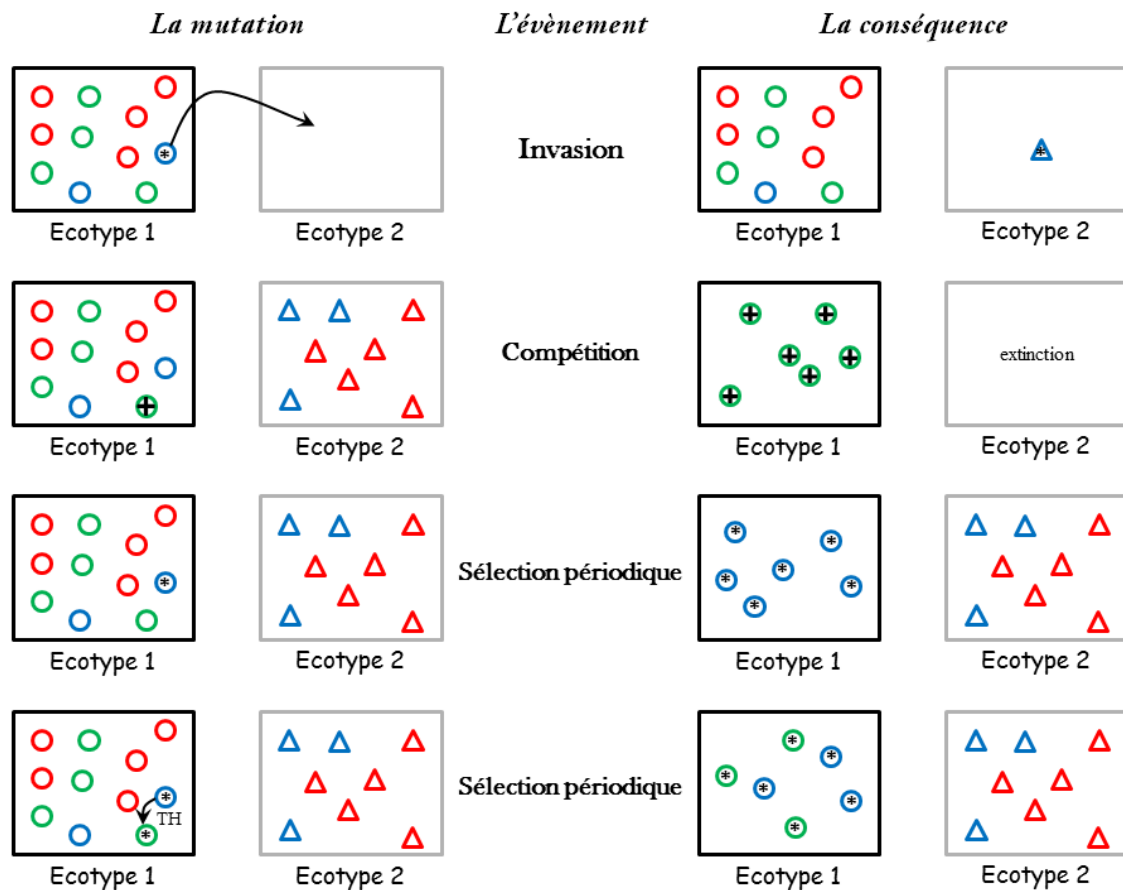 La mutation L'évènement La conséquence
*
Invasion
*
Ecotype 1 Ecotype 2 Ecotype 1 Ecotype 2
Compétition
extinction
+
+ + + + + +
Ecotype 1 Ecotype 2 Ecotype 1 Ecotype 2
Sélection périodique
*
* * * * * *
Ecotype 1 Ecotype 2 Ecotype 1 Ecotype 2
Sélection périodique
*
TH
*
* * * * * *
Ecotype 1 Ecotype 2 Ecotype 1 Ecotype 2